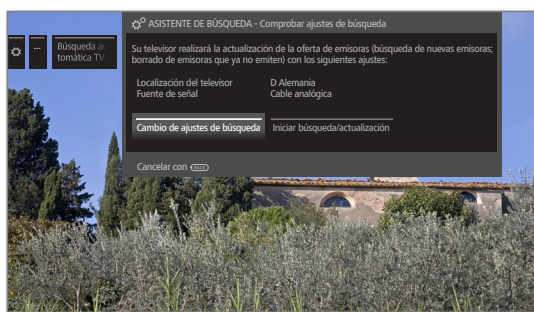 ASISTENTE DE BÚSQUEDA - Comprobar ajustes de búsqueda
...
Búsqueda au
tomática TV
Su televisor realizará la actualización de la oferta de emisoras (búsqueda de nuevas emisoras;
borrado de emisoras que ya no emiten) con los siguientes ajustes:
Localización del televisor D Alemania
Fuente de señal Cable analógica
Cambio de ajustes de búsqueda Iniciar búsqueda/actualización
Cancelar con BACK